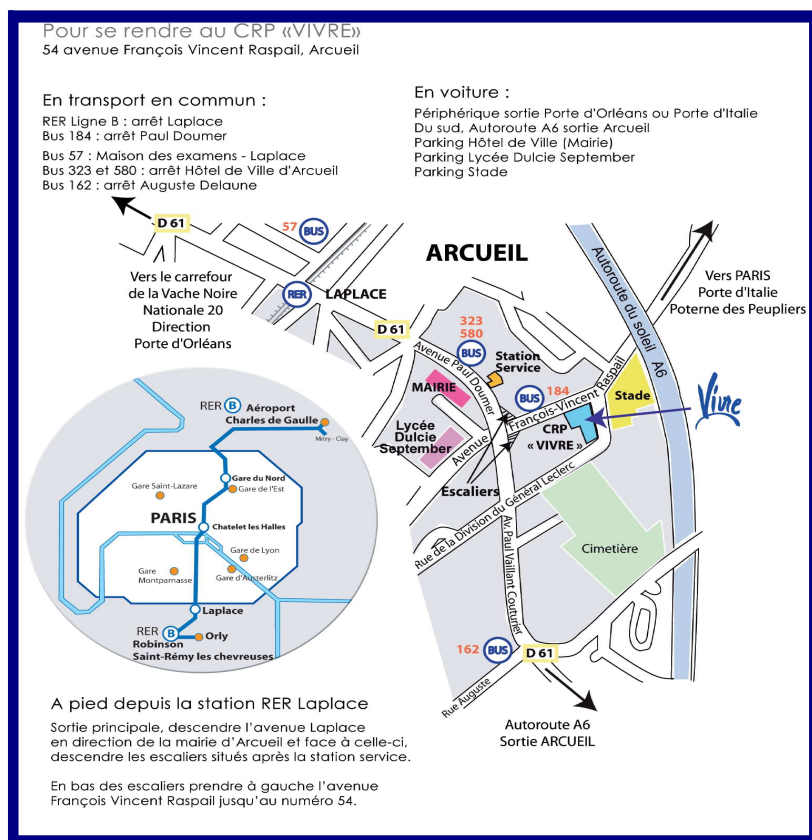 Pour se rendre au CRP «VIVRE»
54 avenue François Vincent Raspail, Arcueil
En transport en commun :
RER Ligne B : arrêt Laplace
Bus 184 : arrêt Paul Doumer
Bus 57 : Maison des examens - Laplace
Bus 323 et 580 : arrêt Hôtel de Ville d'Arcueil
Bus 162 : arrêt Auguste Delaune
En voiture :
Périphérique sortie Porte d'Orléans ou Porte d'Italie
Du sud, Autoroute A6 sortie Arcueil
Parking Hôtel de Ville (Mairie)
Parking Lycée Dulcie September
Parking Stade
D 61
57
BUS
ARCUEIL
Autoroute du soleil A6
Vers le carrefour
de la Vache Noire
Nationale 20
Direction
Porte d'Orléans
RER
LAPLACE
Vers PARIS
Porte d'Italie
Poterne des Peupliers
D 61
323
580
BUS
Avenue Paul Doumer
Station
Service
MAIRIE
BUS
184
Avenue François-Vincent Raspail
Stade
Vivre
Lycée
Dulcie
September
CRP
« VIVRE »
Escaliers
Rue de la Division du Général Leclerc
Av. Paul Vaillant Couturier
Cimetière
162
BUS
D 61
Rue Auguste
Autoroute A6
Sortie ARCUEIL
RER
B
Aéroport
Charles de Gaulle
Mitry - Clay
Gare du Nord
Gare Saint-Lazare
Gare de l'Est
PARIS
Chatelet les Halles
Gare de Lyon
Gare
Montparnasse
Gare d'Austerlitz
Laplace
RER
B
Orly
Robinson
Saint-Rémy les chevreuses
A pied depuis la station RER Laplace
Sortie principale, descendre l'avenue Laplace
en direction de la mairie d'Arcueil et face à celle-ci,
descendre les escaliers situés après la station service.
En bas des escaliers prendre à gauche l'avenue
François Vincent Raspail jusqu'au numéro 54.